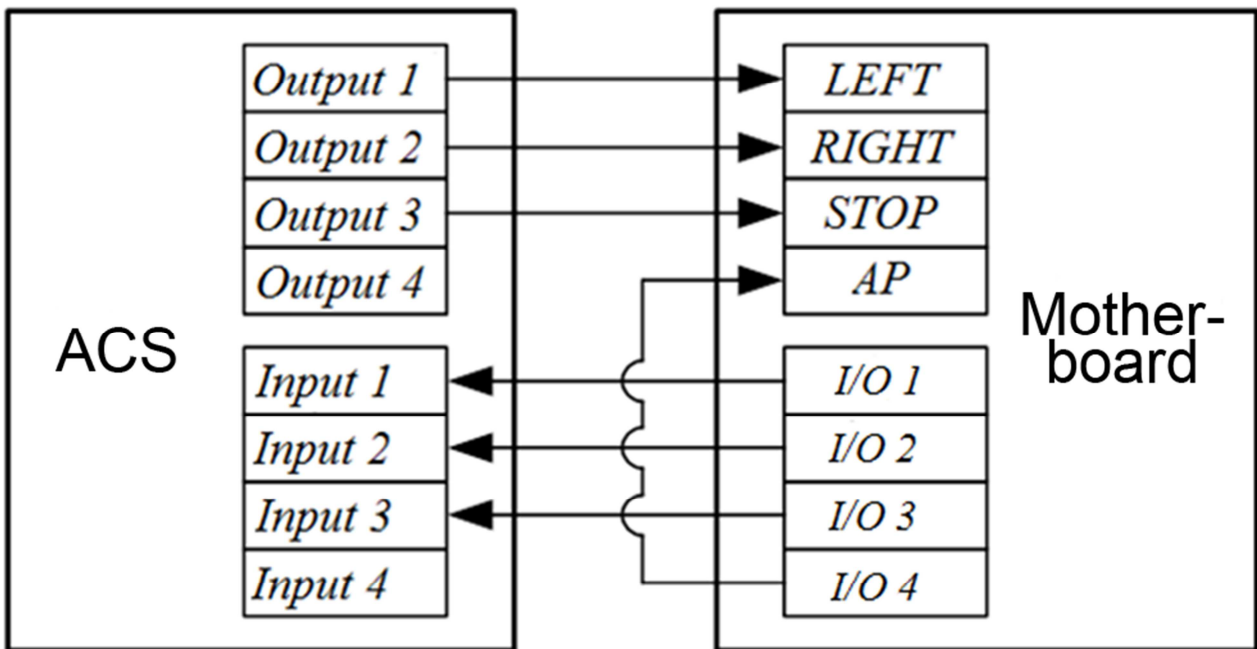 ACS
Output 1
Output 2
Output 3
Output 4
Input 1
Input 2
Input 3
Input 4
LEFT
RIGHT
STOP
AP
I/O 1
I/O 2
I/O 3
I/O 4
Mother-
board